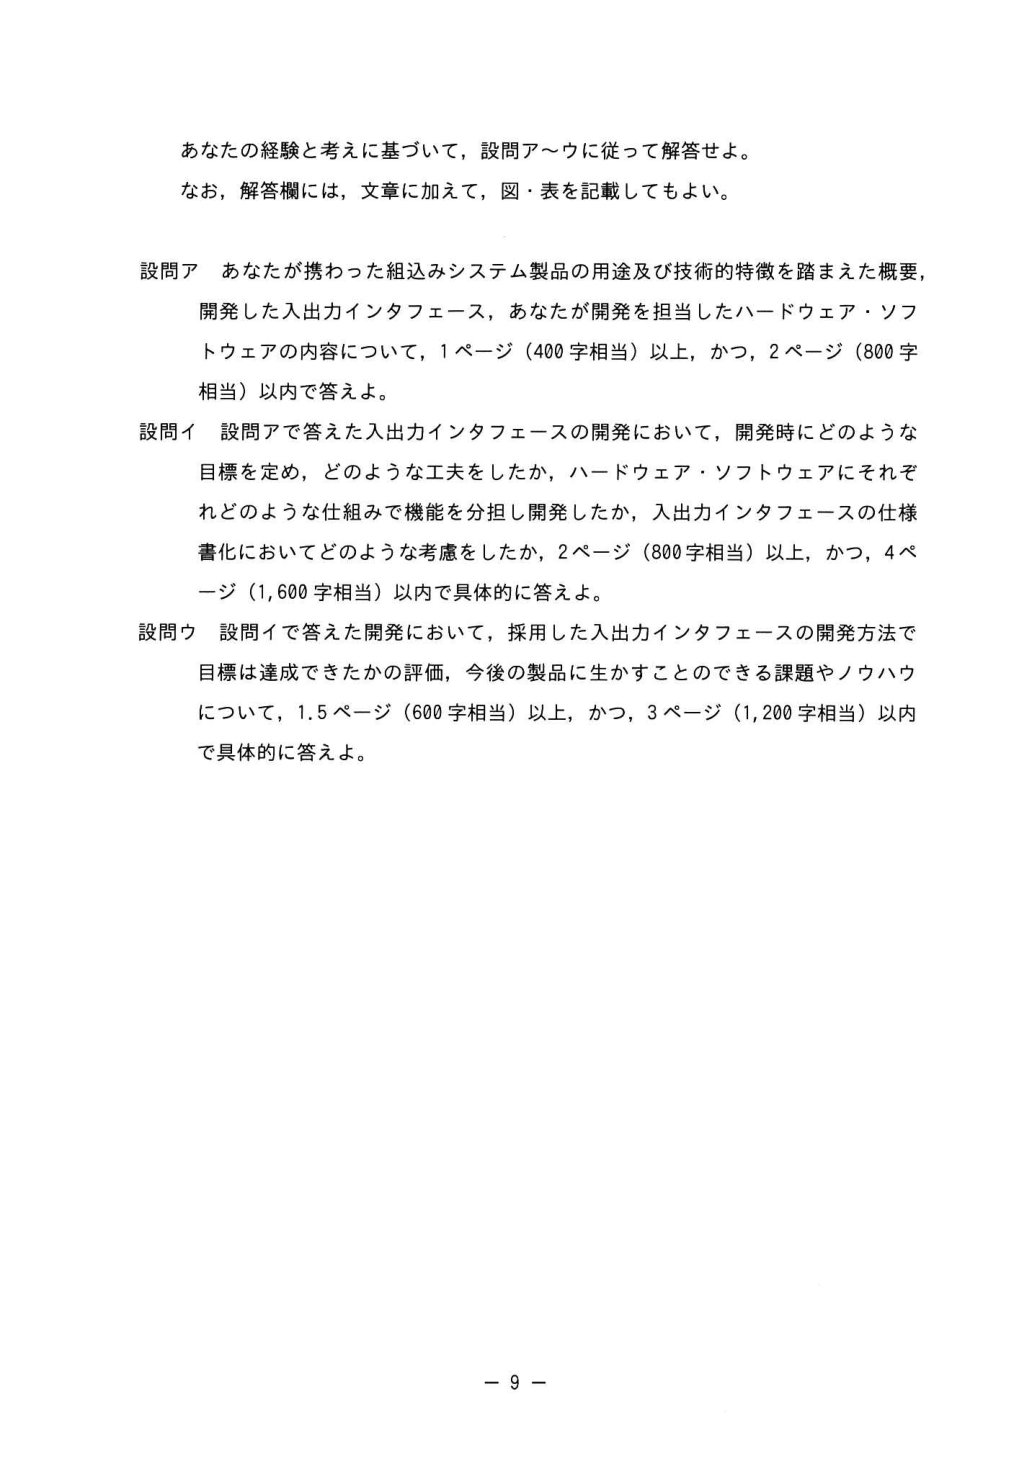 あなたの経験と考えに基づいて，設問ア～ウに従って解答せよ。
なお，解答欄には，文章に加えて，図・表を記載してもよい。
設問ア　あなたが携わった組込みシステム製品の用途及び技術的特徴を踏まえた概要，
開発した入出力インタフェース，あなたが開発を担当したハードウェア・ソフ
トウェアの内容について，1ページ（400字相当）以上，かつ，2ページ（800字
相当）以内で答えよ。
設問イ　設問アで答えた入出力インタフェースの開発において，開発時にどのような
目標を定め，どのような工夫をしたか，ハードウェア・ソフトウェアにそれぞ
れどのような仕組みで機能を分担し開発したか，入出力インタフェースの仕様
書化においてどのような考慮をしたか，2ページ（800字相当）以上，かつ，4ペ
ージ（1,600字相当）以内で具体的に答えよ。
設問ウ　設問イで答えた開発において，採用した入出力インタフェースの開発方法で
目標は達成できたかの評価，今後の製品に生かすことのできる課題やノウハウ
について，1.5ページ（600字相当）以上，かつ，3ページ（1,200字相当）以内
で具体的に答えよ。
－ 9 －